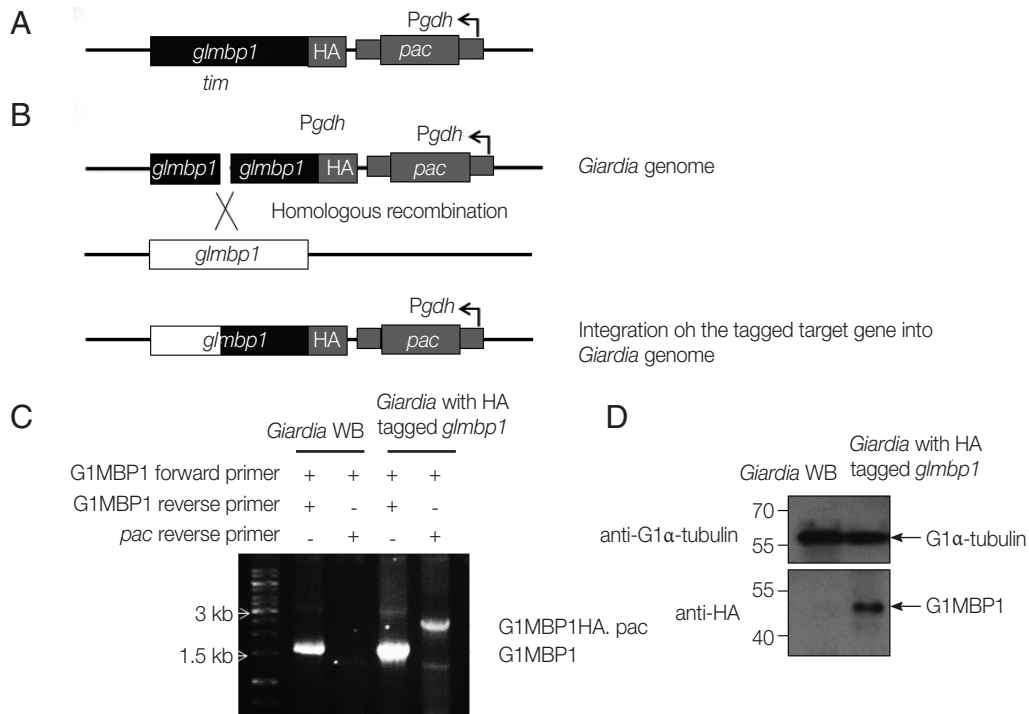 A
Pgdh
glmbp1 HA pac
tim
B
Pgdh
Pgdh
glmbp1 glmbp1 HA pac
Giardia genome
Homologous recombination
glmbp1
Pgdh
glmbp1 HA pac
Integration oh the tagged target gene into
Giardia genome
C
Giardia WB
Giardia with HA
tagged glmbp1
G1MBP1 forward primer + + + +
G1MBP1 reverse primer + - + -
pac reverse primer - + - +
3 kb
1.5 kb
G1MBP1HA. pac
G1MBP1
D
Giardia WB
Giardia with HA
tagged glmbp1
70
anti-G1α-tubulin
55
G1α-tubulin
55
anti-HA
G1MBP1
40